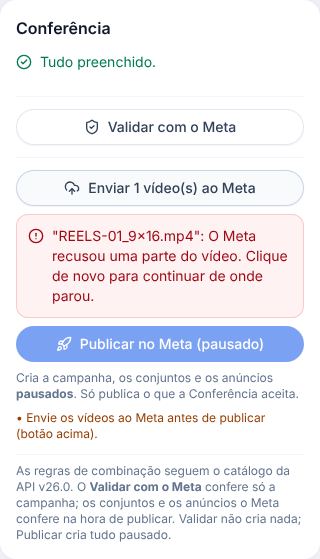 Conferência
Tudo preenchido.
Validar com o Meta
Enviar 1 vídeo(s) ao Meta
"REELS-01_9x16.mp4": O Meta
recusou uma parte do vídeo. Clique
de novo para continuar de onde
parou.
Publicar no Meta (pausado)
Cria a campanha, os conjuntos e os anúncios
pausados. Só publica o que a Conferência aceita.
• Envie os vídeos ao Meta antes de publicar
(botão acima).
As regras de combinação seguem o catálogo da
API v26.0. O Validar com o Meta confere só a
campanha; os conjuntos e os anúncios o Meta
confere na hora de publicar. Validar não cria nada;
Publicar cria tudo pausado.